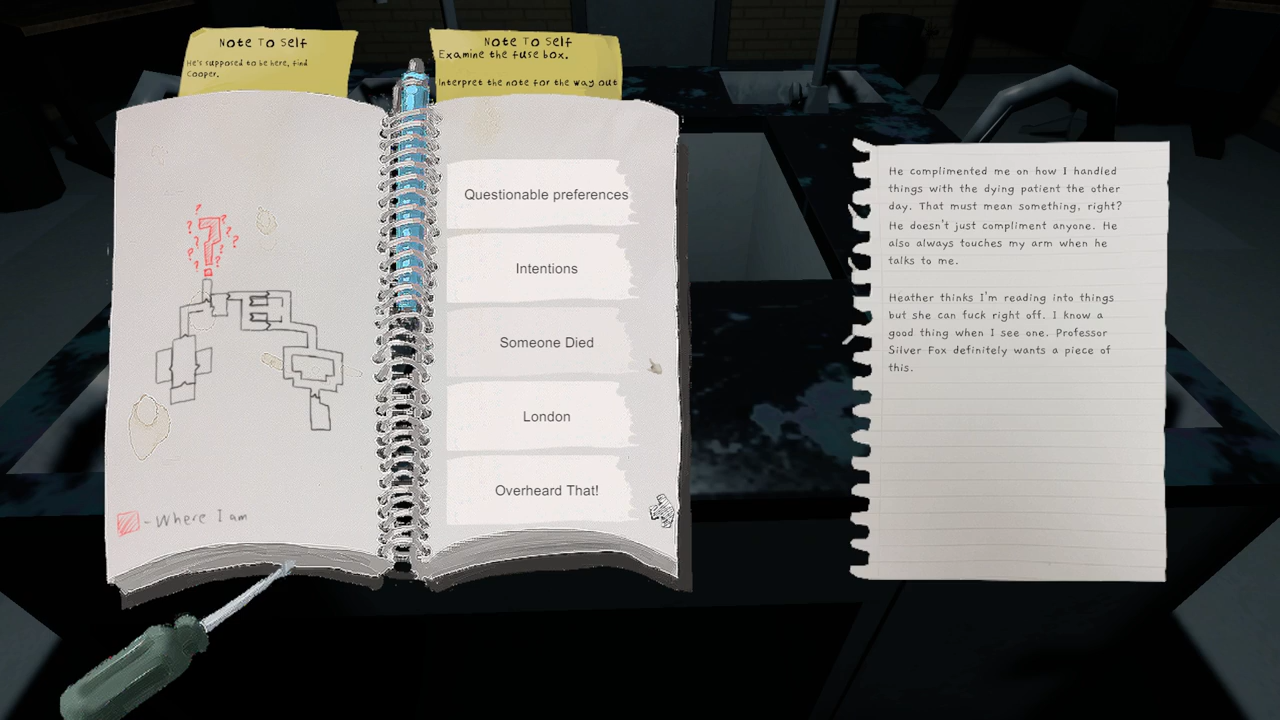 Note To Self
He's supposed to be here, find
Cooper.
Note To Self
Examine the fuse box.
Interpret the note for the way out
? ? ? ? ? ? ? ? ?
- Where I am
Questionable preferences
Intentions
Someone Died
London
Overheard That!
He complimented me on how I handled
things with the dying patient the other
day. That must mean something, right?
He doesn't just compliment anyone. He
also always touches my arm when he
talks to me.
Heather thinks I'm reading into things
but she can fuck right off. I know a
good thing when I see one. Professor
Silver Fox definitely wants a piece of
this.